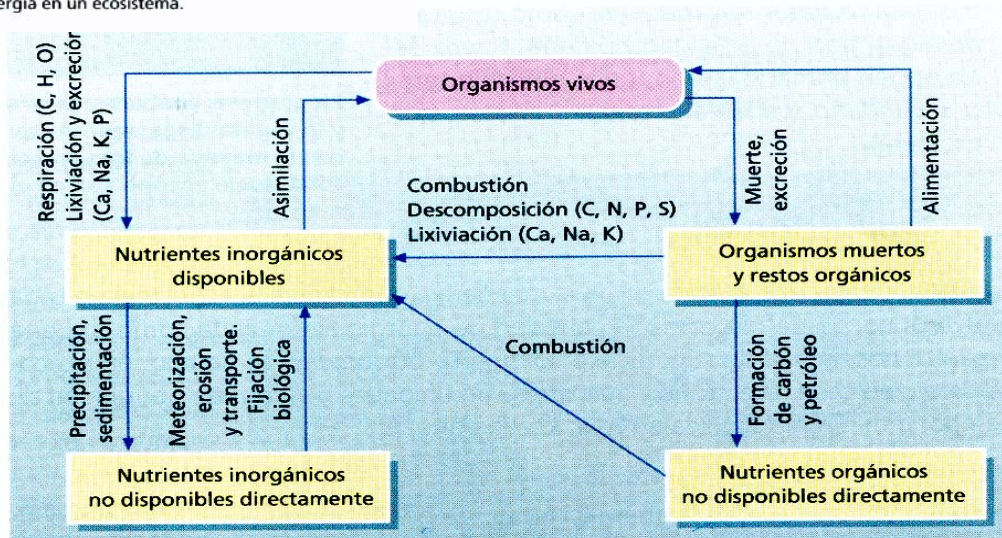 ergía en un ecosistema.
Organismos vivos
Respiración (C, H, O)
Lixiviación y excreción
(Ca, Na, K, P)
Asimilación
Combustión
Descomposición (C, N, P, S)
Lixiviación (Ca, Na, K)
Muerte,
excreción
Alimentación
Nutrientes inorgánicos
disponibles
Organismos muertos
y restos orgánicos
Precipitación,
sedimentación
Meteorización,
erosión
y transporte.
Fijación
biológica
Combustión
Formación
de carbón
y petróleo
Nutrientes inorgánicos
no disponibles directamente
Nutrientes orgánicos
no disponibles directamente